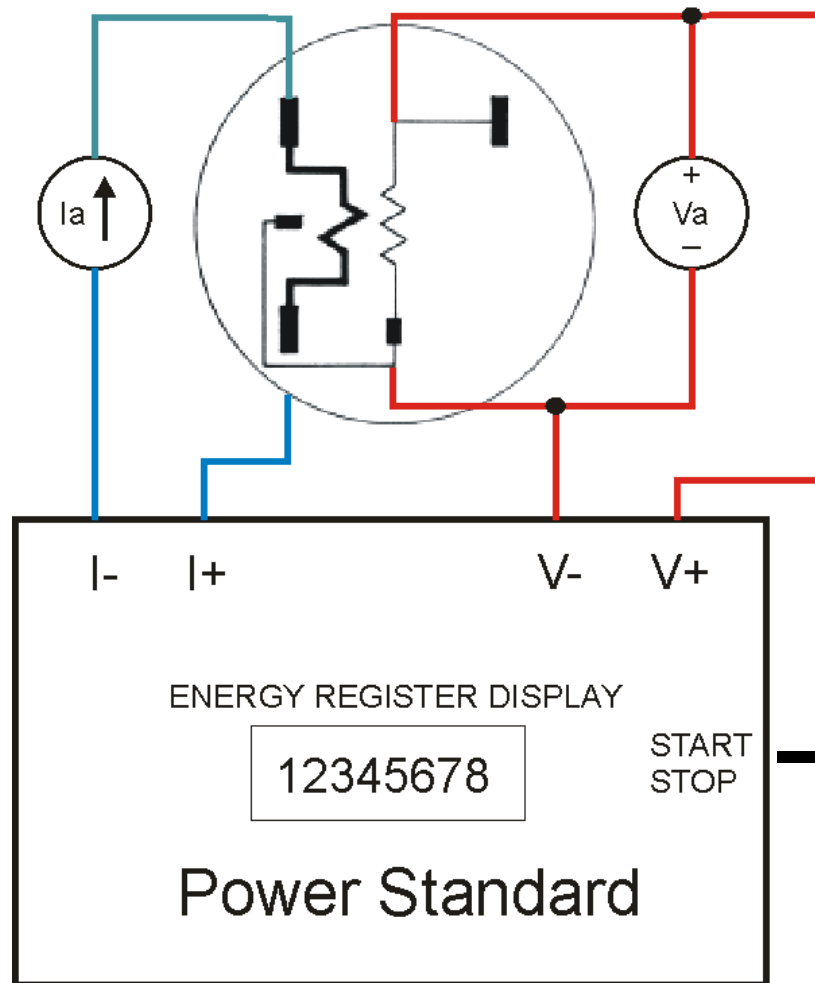 Ia
+
Va
–
I- I+ V- V+
ENERGY REGISTER DISPLAY
START
STOP
12345678
Power Standard